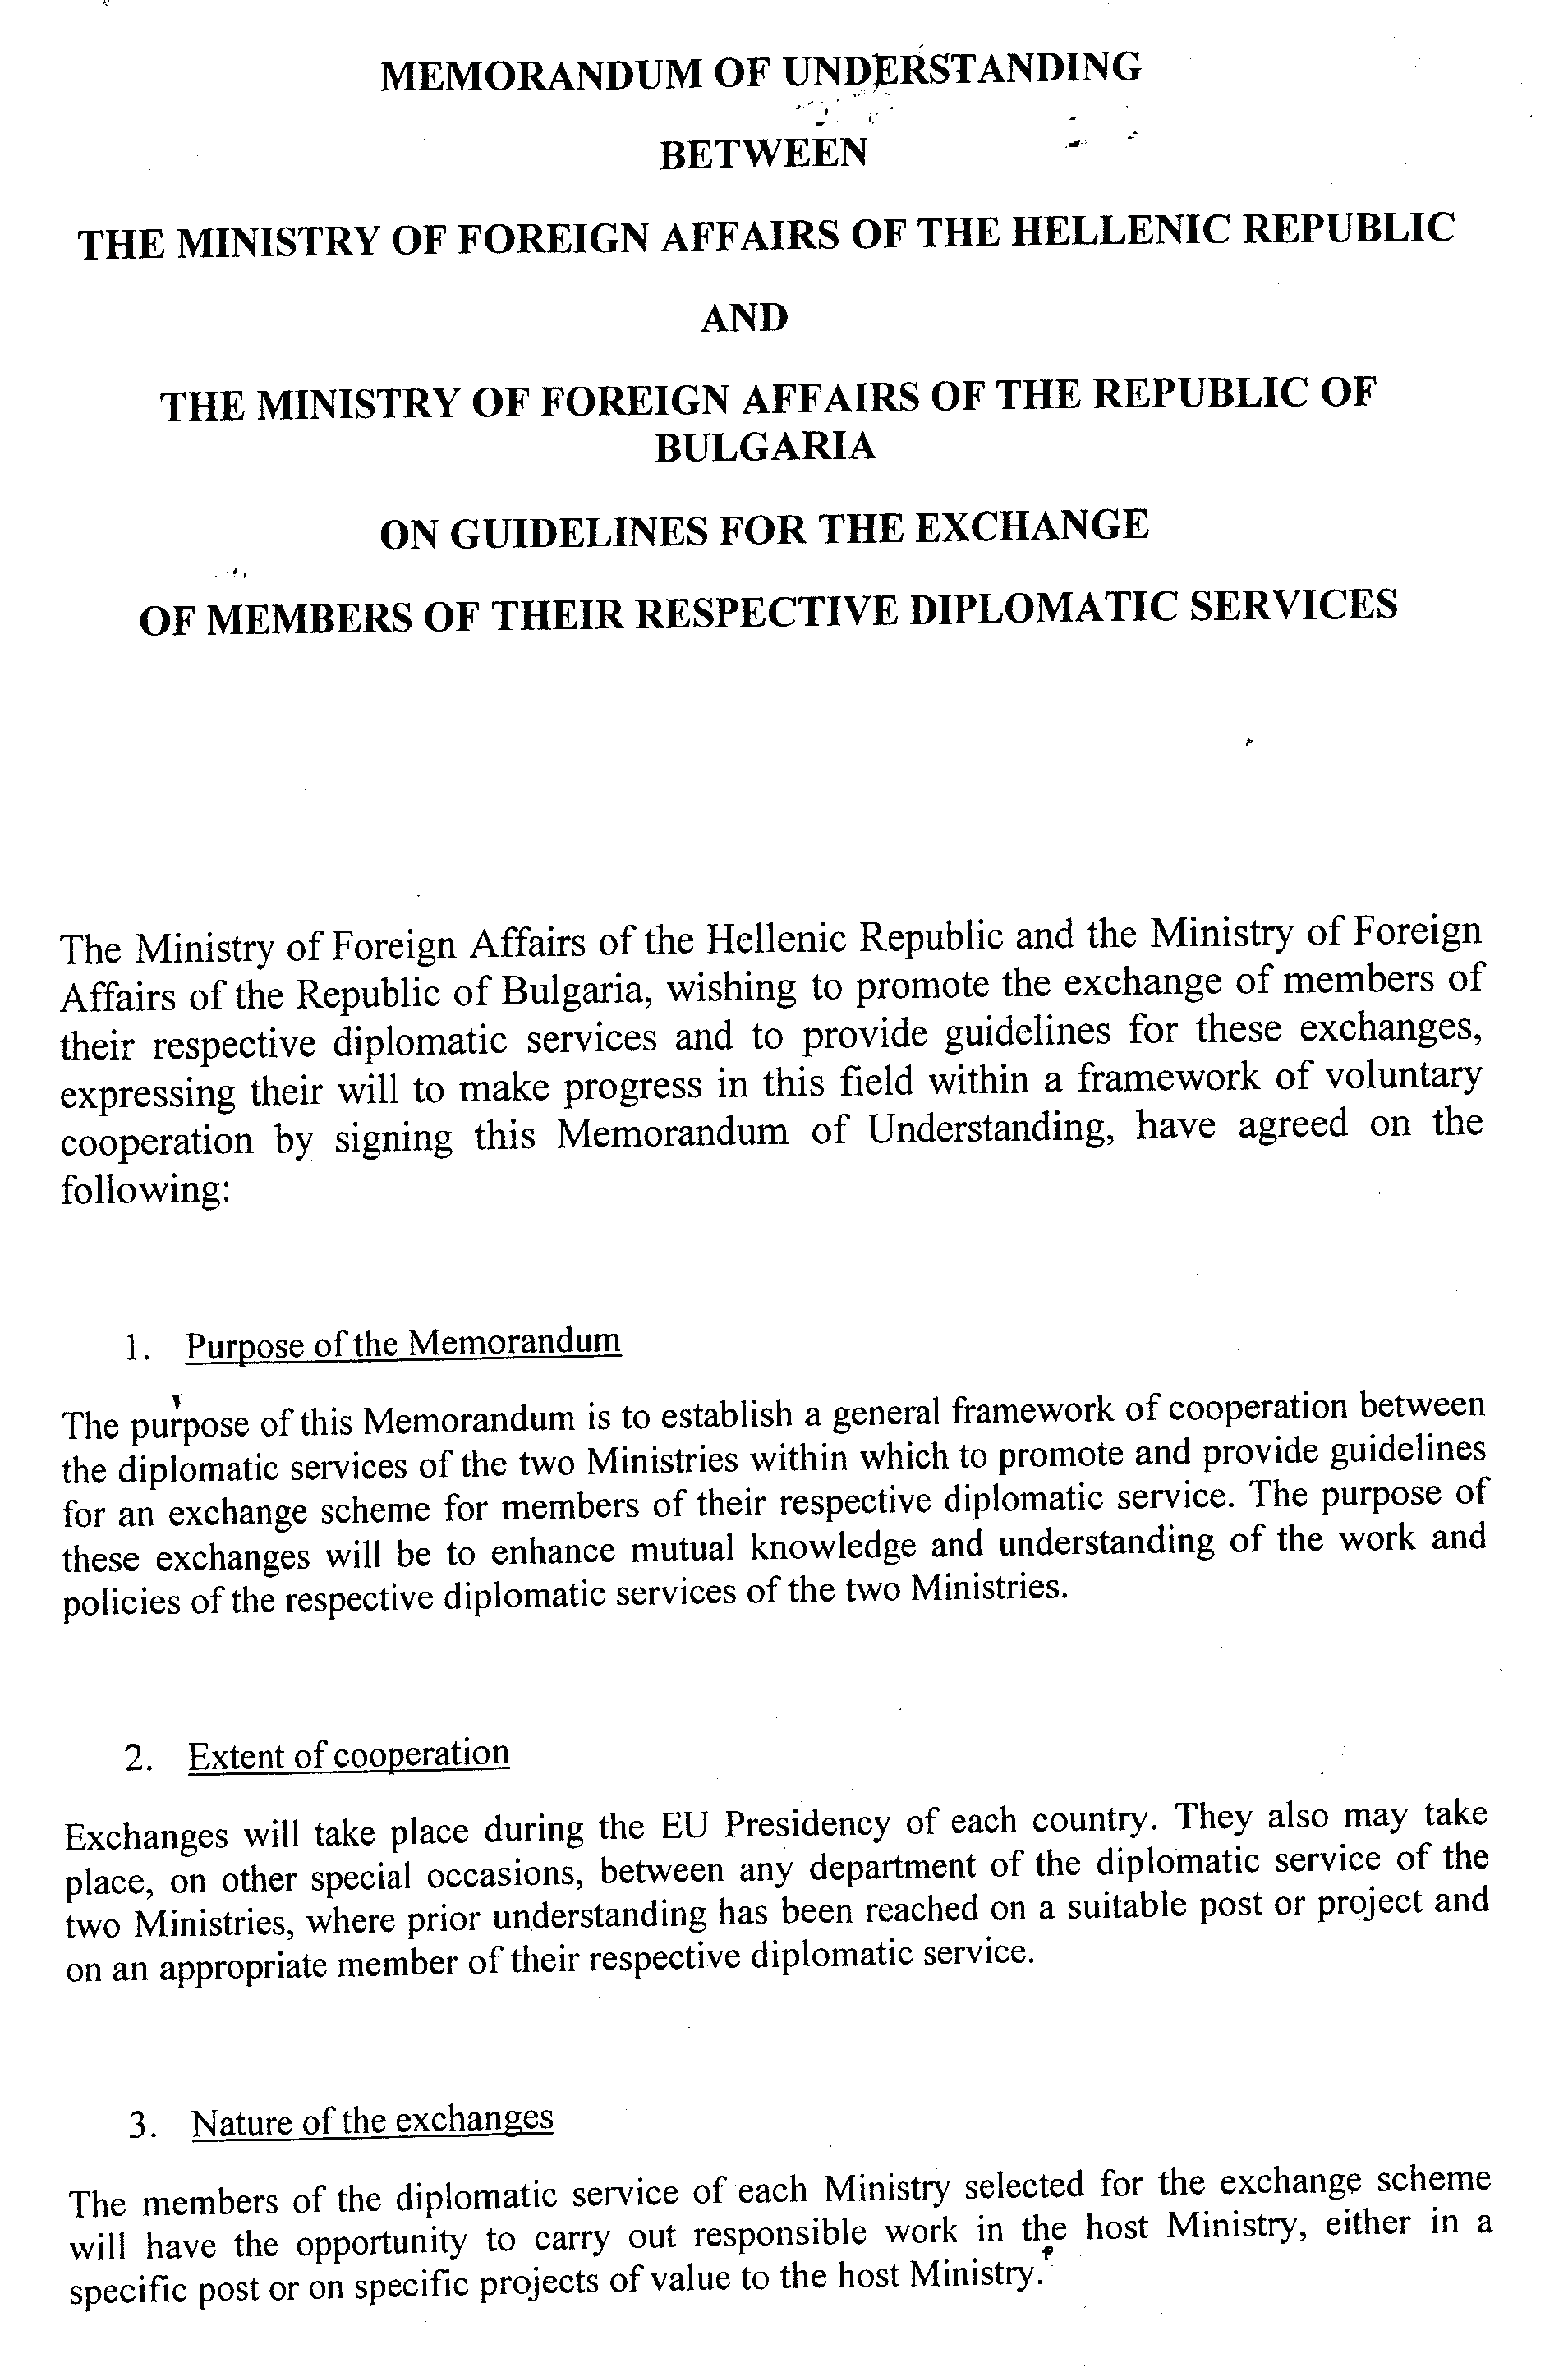 MEMORANDUM OF UNDERSTANDING
BETWEEN
THE MINISTRY OF FOREIGN AFFAIRS OF THE HELLENIC REPUBLIC
AND
THE MINISTRY OF FOREIGN AFFAIRS OF THE REPUBLIC OF
BULGARIA
ON GUIDELINES FOR THE EXCHANGE
OF MEMBERS OF THEIR RESPECTIVE DIPLOMATIC SERVICES
The Ministry of Foreign Affairs of the Hellenic Republic and the Ministry of Foreign
Affairs of the Republic of Bulgaria, wishing to promote the exchange of members of
their respective diplomatic services and to provide guidelines for these exchanges,
expressing their will to make progress in this field within a framework of voluntary
cooperation by signing this Memorandum of Understanding, have agreed on the
following:
1. Purpose of the Memorandum
The purpose of this Memorandum is to establish a general framework of cooperation between
the diplomatic services of the two Ministries within which to promote and provide guidelines
for an exchange scheme for members of their respective diplomatic service. The purpose of
these exchanges will be to enhance mutual knowledge and understanding of the work and
policies of the respective diplomatic services of the two Ministries.
2. Extent of cooperation
Exchanges will take place during the EU Presidency of each country. They also may take
place, on other special occasions, between any department of the diplomatic service of the
two Ministries, where prior understanding has been reached on a suitable post or project and
on an appropriate member of their respective diplomatic service.
3. Nature of the exchanges
The members of the diplomatic service of each Ministry selected for the exchange scheme
will have the opportunity to carry out responsible work in the host Ministry, either in a
specific post or on specific projects of value to the host Ministry.